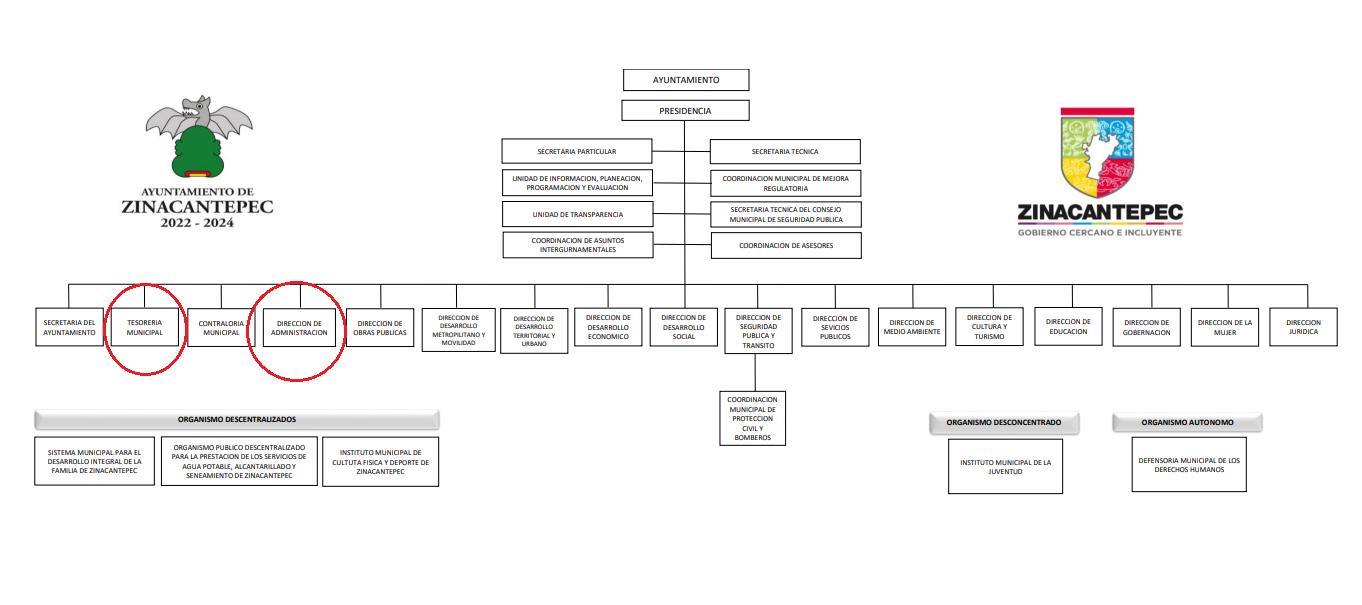 AYUNTAMIENTO
PRESIDENCIA
AYUNTAMIENTO DE
ZINACANTEPEC
2022 - 2024
ZINACANTEPEC
GOBIERNO CERCANO E INCLUYENTE
SECRETARIA PARTICULAR
SECRETARIA TECNICA
UNIDAD DE INFORMACION, PLANEACION,
PROGRAMACION Y EVALUACION
COORDINACION MUNICIPAL DE MEJORA
REGULATORIA
UNIDAD DE TRANSPARENCIA
SECRETARIA TECNICA DEL CONSEJO
MUNICIPAL DE SEGURIDAD PUBLICA
COORDINACION DE ASUNTOS
INTERGURNAMENTALES
COORDINACION DE ASESORES
SECRETARIA DEL
AYUNTAMIENTO
TESORERIA
MUNICIPAL
CONTRALORIA
MUNICIPAL
DIRECCION DE
ADMINISTRACION
DIRECCION DE
OBRAS PUBLICAS
DIRECCION DE
DESARROLLO
METROPLITANO Y
MOVILIDAD
DIRECCION DE
DESARROLLO
TERRITORIAL Y
URBANO
DIRECCION DE
DESARROLLO
ECONOMICO
DIRECCION DE
DESARROLLO
SOCIAL
DIRECCION DE
SEGURIDAD
PUBLICA Y
TRANSITO
DIRECCION DE
SEVICIOS
PUBLICOS
DIRECCION DE
MEDIO AMBIENTE
DIRECCION DE
CULTURA Y
TURISMO
DIRECCION DE
EDUCACION
DIRECCION DE
GOBERNACION
DIRECCION DE LA
MUJER
DIRECCION
JURIDICA
COORDINACION
MUNICIPAL DE
PROTECCION
CIVIL Y
BOMBEROS
ORGANISMO DESCENTRALIZADOS
SISTEMA MUNICIPAL PARA EL
DESARROLLO INTEGRAL DE LA
FAMILIA DE ZINACANTEPEC
ORGANISMO PUBLICO DESCENTRALIZADO
PARA LA PRESTACION DE LOS SERVICIOS DE
AGUA POTABLE, ALCANTARILLADO Y
SENEAMIENTO DE ZINACANTEPEC
INSTITUTO MUNICIPAL DE
CULTUTA FISICA Y DEPORTE DE
ZINACANTEPEC
ORGANISMO DESCONCENTRADO
INSTITUTO MUNICIPAL DE LA
JUVENTUD
ORGANISMO AUTONOMO
DEFENSORIA MUNICIPAL DE LOS
DERECHOS HUMANOS